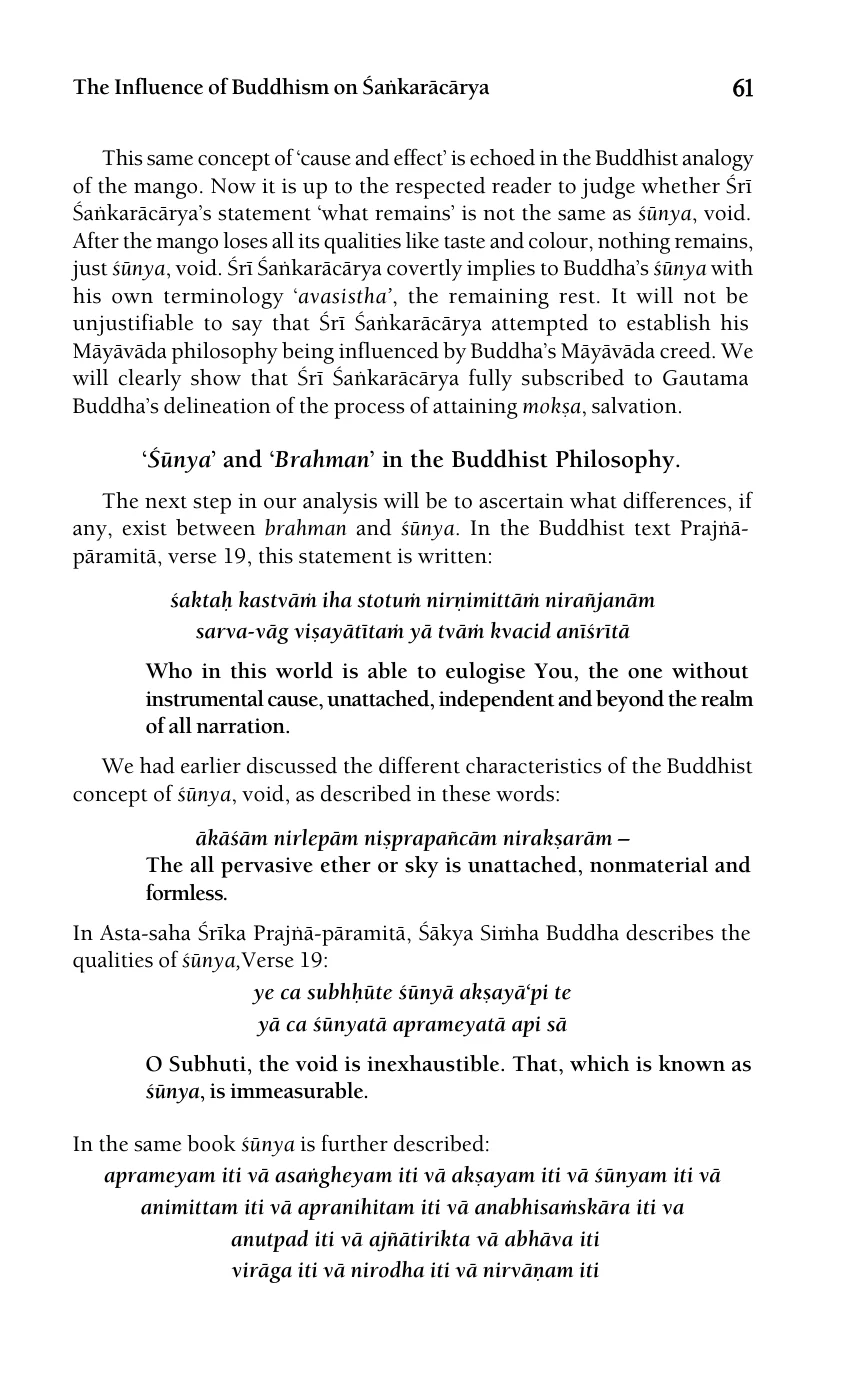 The Influence of Buddhism on Śaṅkarācārya 61
This same concept of ‘cause and effect’ is echoed in the Buddhist analogy
of the mango. Now it is up to the respected reader to judge whether Śrī
Śaṅkarācārya’s statement ‘what remains’ is not the same as śūnya, void.
After the mango loses all its qualities like taste and colour, nothing remains,
just śūnya, void. Śrī Śaṅkarācārya covertly implies to Buddha’s śūnya with
his own terminology ‘avasistha’, the remaining rest. It will not be
unjustifiable to say that Śrī Śaṅkarācārya attempted to establish his
Māyāvāda philosophy being influenced by Buddha’s Māyāvāda creed. We
will clearly show that Śrī Śaṅkarācārya fully subscribed to Gautama
Buddha’s delineation of the process of attaining mokṣa, salvation.
‘Śūnya’ and ‘Brahman’ in the Buddhist Philosophy.
The next step in our analysis will be to ascertain what differences, if
any, exist between brahman and śūnya. In the Buddhist text Prajṅā-
pāramitā, verse 19, this statement is written:
śaktaḥ kastvāṁ iha stotuṁ nirṇimittāṁ nirañjanām
sarva-vāg viṣayātītaṁ yā tvāṁ kvacid anīśrītā
Who in this world is able to eulogise You, the one without
instrumental cause, unattached, independent and beyond the realm
of all narration.
We had earlier discussed the different characteristics of the Buddhist
concept of śūnya, void, as described in these words:
ākāśām nirlepām niṣprapañcām nirakṣarām –
The all pervasive ether or sky is unattached, nonmaterial and
formless.
In Asta-saha Śrīka Prajṅā-pāramitā, Śākya Siṁha Buddha describes the
qualities of śūnya,Verse 19:
ye ca subhḥūte śūnyā akṣayā‘pi te
yā ca śūnyatā aprameyatā api sā
O Subhuti, the void is inexhaustible. That, which is known as
śūnya, is immeasurable.
In the same book śūnya is further described:
aprameyam iti vā asaṅgheyam iti vā akṣayam iti vā śūnyam iti vā
animittam iti vā apranihitam iti vā anabhisaṁskāra iti va
anutpad iti vā ajñātirikta vā abhāva iti
virāga iti vā nirodha iti vā nirvāṇam iti